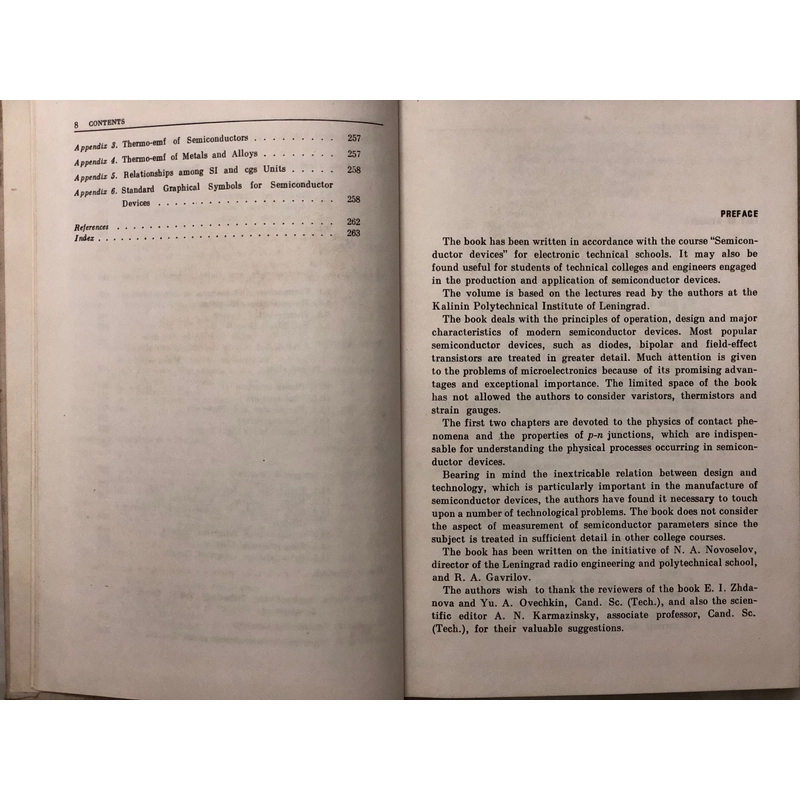 8 CONTENTS
Appendix 3. Thermo-emf of Semiconductors . . . . . . . . . 257
Appendix 4. Thermo-emf of Metals and Alloys . . . . . . . . 257
Appendix 5. Relationships among SI and cgs Units . . . . . 258
Appendix 6. Standard Graphical Symbols for Semiconductor
Devices . . . . . . . . . . . . . . . . . . . . 258
References . . . . . . . . . . . . . . . . . . . . . . . . . 262
Index . . . . . . . . . . . . . . . . . . . . . . . . . . . 263
PREFACE
The book has been written in accordance with the course "Semicon-
ductor devices" for electronic technical schools. It may also be
found useful for students of technical colleges and engineers engaged
in the production and application of semiconductor devices.
The volume is based on the lectures read by the authors at the
Kalinin Polytechnical Institute of Leningrad.
The book deals with the principles of operation, design and major
characteristics of modern semiconductor devices. Most popular
semiconductor devices, such as diodes, bipolar and field-effect
transistors are treated in greater detail. Much attention is given
to the problems of microelectronics because of its promising advan-
tages and exceptional importance. The limited space of the book
has not allowed the authors to consider varistors, thermistors and
strain gauges.
The first two chapters are devoted to the physics of contact phe-
nomena and the properties of p-n junctions, which are indispen-
sable for understanding the physical processes occurring in semicon-
ductor devices.
Bearing in mind the inextricable relation between design and
technology, which is particularly important in the manufacture of
semiconductor devices, the authors have found it necessary to touch
upon a number of technological problems. The book does not consider
the aspect of measurement of semiconductor parameters since the
subject is treated in sufficient detail in other college courses.
The book has been written on the initiative of N. A. Novoselov,
director of the Leningrad radio engineering and polytechnical school,
and R. A. Gavrilov.
The authors wish to thank the reviewers of the book E. I. Zhda-
nova and Yu. A. Ovechkin, Cand. Sc. (Tech.), and also the scien-
tific editor A. N. Karmazinsky, associate professor, Cand. Sc.
(Tech.), for their valuable suggestions.